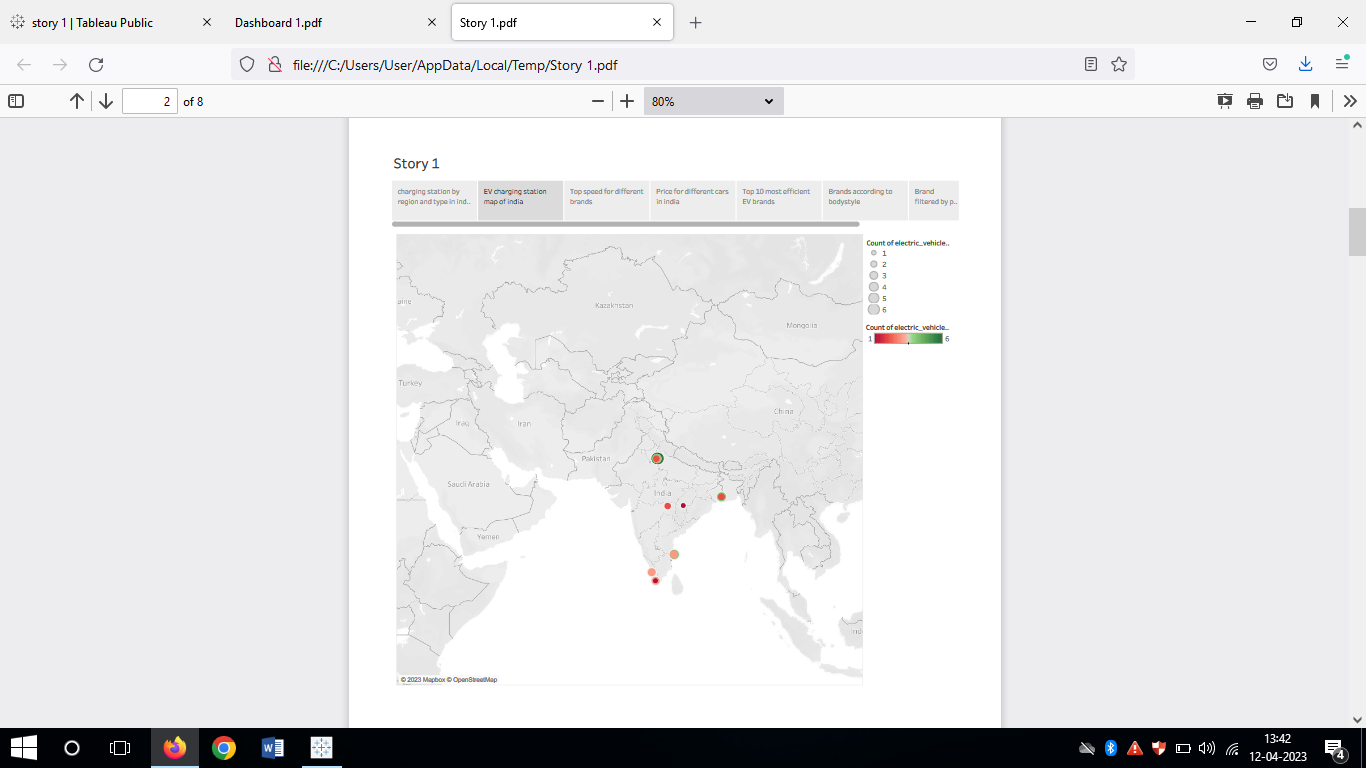 story 1 | Tableau Public
Dashboard 1.pdf
Story 1.pdf
file:///C:/Users/User/AppData/Local/Temp/Story 1.pdf
2 of 8
80%
Story 1
charging station by
region and type in ind..
EV charging station
map of india
Top speed for different
brands
Price for different cars
in india
Top 10 most efficient
EV brands
Brands according to
bodystyle
Brand
filtered by p..
Count of electric_vehicle..
1
2
3
4
5
6
Count of electric_vehicle..
1 6
aine
Kazakhstan
Mongolia
Turkey
China
Iraq
Iran
Pakistan
Saudi Arabia
India
Yemen
Indo
© 2023 Mapbox © OpenStreetMap
13:42
12-04-2023
4